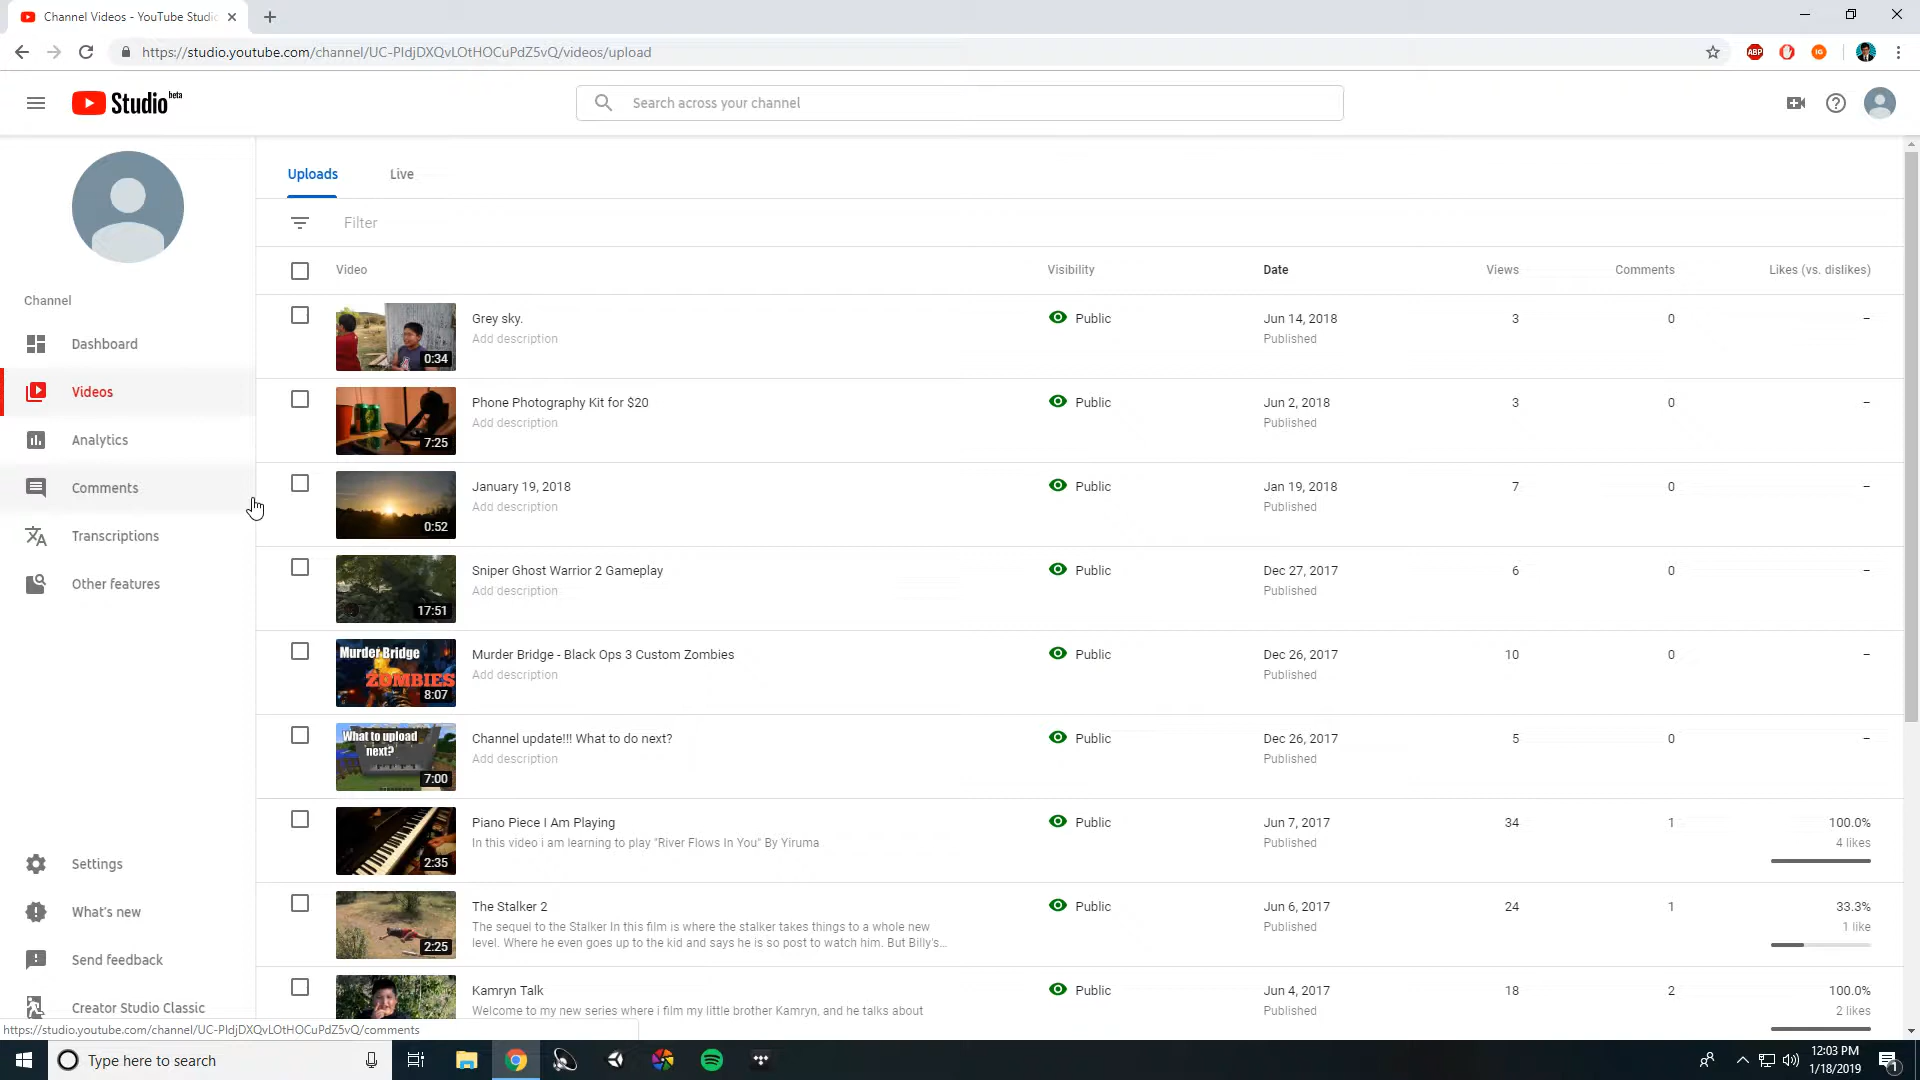 Channel Videos - YouTube Studio
https://studio.youtube.com/channel/UC-PIdjDXQvLOtHOCuPdZ5vQ/videos/upload
ABP
Studio beta
Search across your channel
Uploads
Live
Filter
Channel
Dashboard
Videos
Analytics
Comments
Transcriptions
Other features
Settings
What's new
Send feedback
Creator Studio Classic
Video Visibility Date Views Comments Likes (vs. dislikes)
0:34
Grey sky. Public Jun 14, 2018 3 0 –
Add description Published
7:25
Phone Photography Kit for $20 Public Jun 2, 2018 3 0 –
Add description Published
0:52
January 19, 2018 Public Jan 19, 2018 7 0 –
Add description Published
17:51
Sniper Ghost Warrior 2 Gameplay Public Dec 27, 2017 6 0 –
Add description Published
Murder Bridge
ZOMBIES
8:07
Murder Bridge - Black Ops 3 Custom Zombies Public Dec 26, 2017 10 0 –
Add description Published
What to upload
next?
7:00
Channel update!!! What to do next? Public Dec 26, 2017 5 0 –
Add description Published
2:35
Piano Piece I Am Playing Public Jun 7, 2017 34 1 100.0%
In this video i am learning to play "River Flows In You" By Yiruma Published 4 likes
2:25
The Stalker 2 Public Jun 6, 2017 24 1 33.3%
The sequel to the Stalker In this film is where the stalker takes things to a whole new Published 1 like
level. Where he even goes up to the kid and says he is so post to watch him. But Billy's...
Kamryn Talk Public Jun 4, 2017 18 2 100.0%
Welcome to my new series where i film my little brother Kamryn, and he talks about Published 2 likes
https://studio.youtube.com/channel/UC-PIdjDXQvLOtHOCuPdZ5vQ/comments
Type here to search
12:03 PM
1/18/2019
1